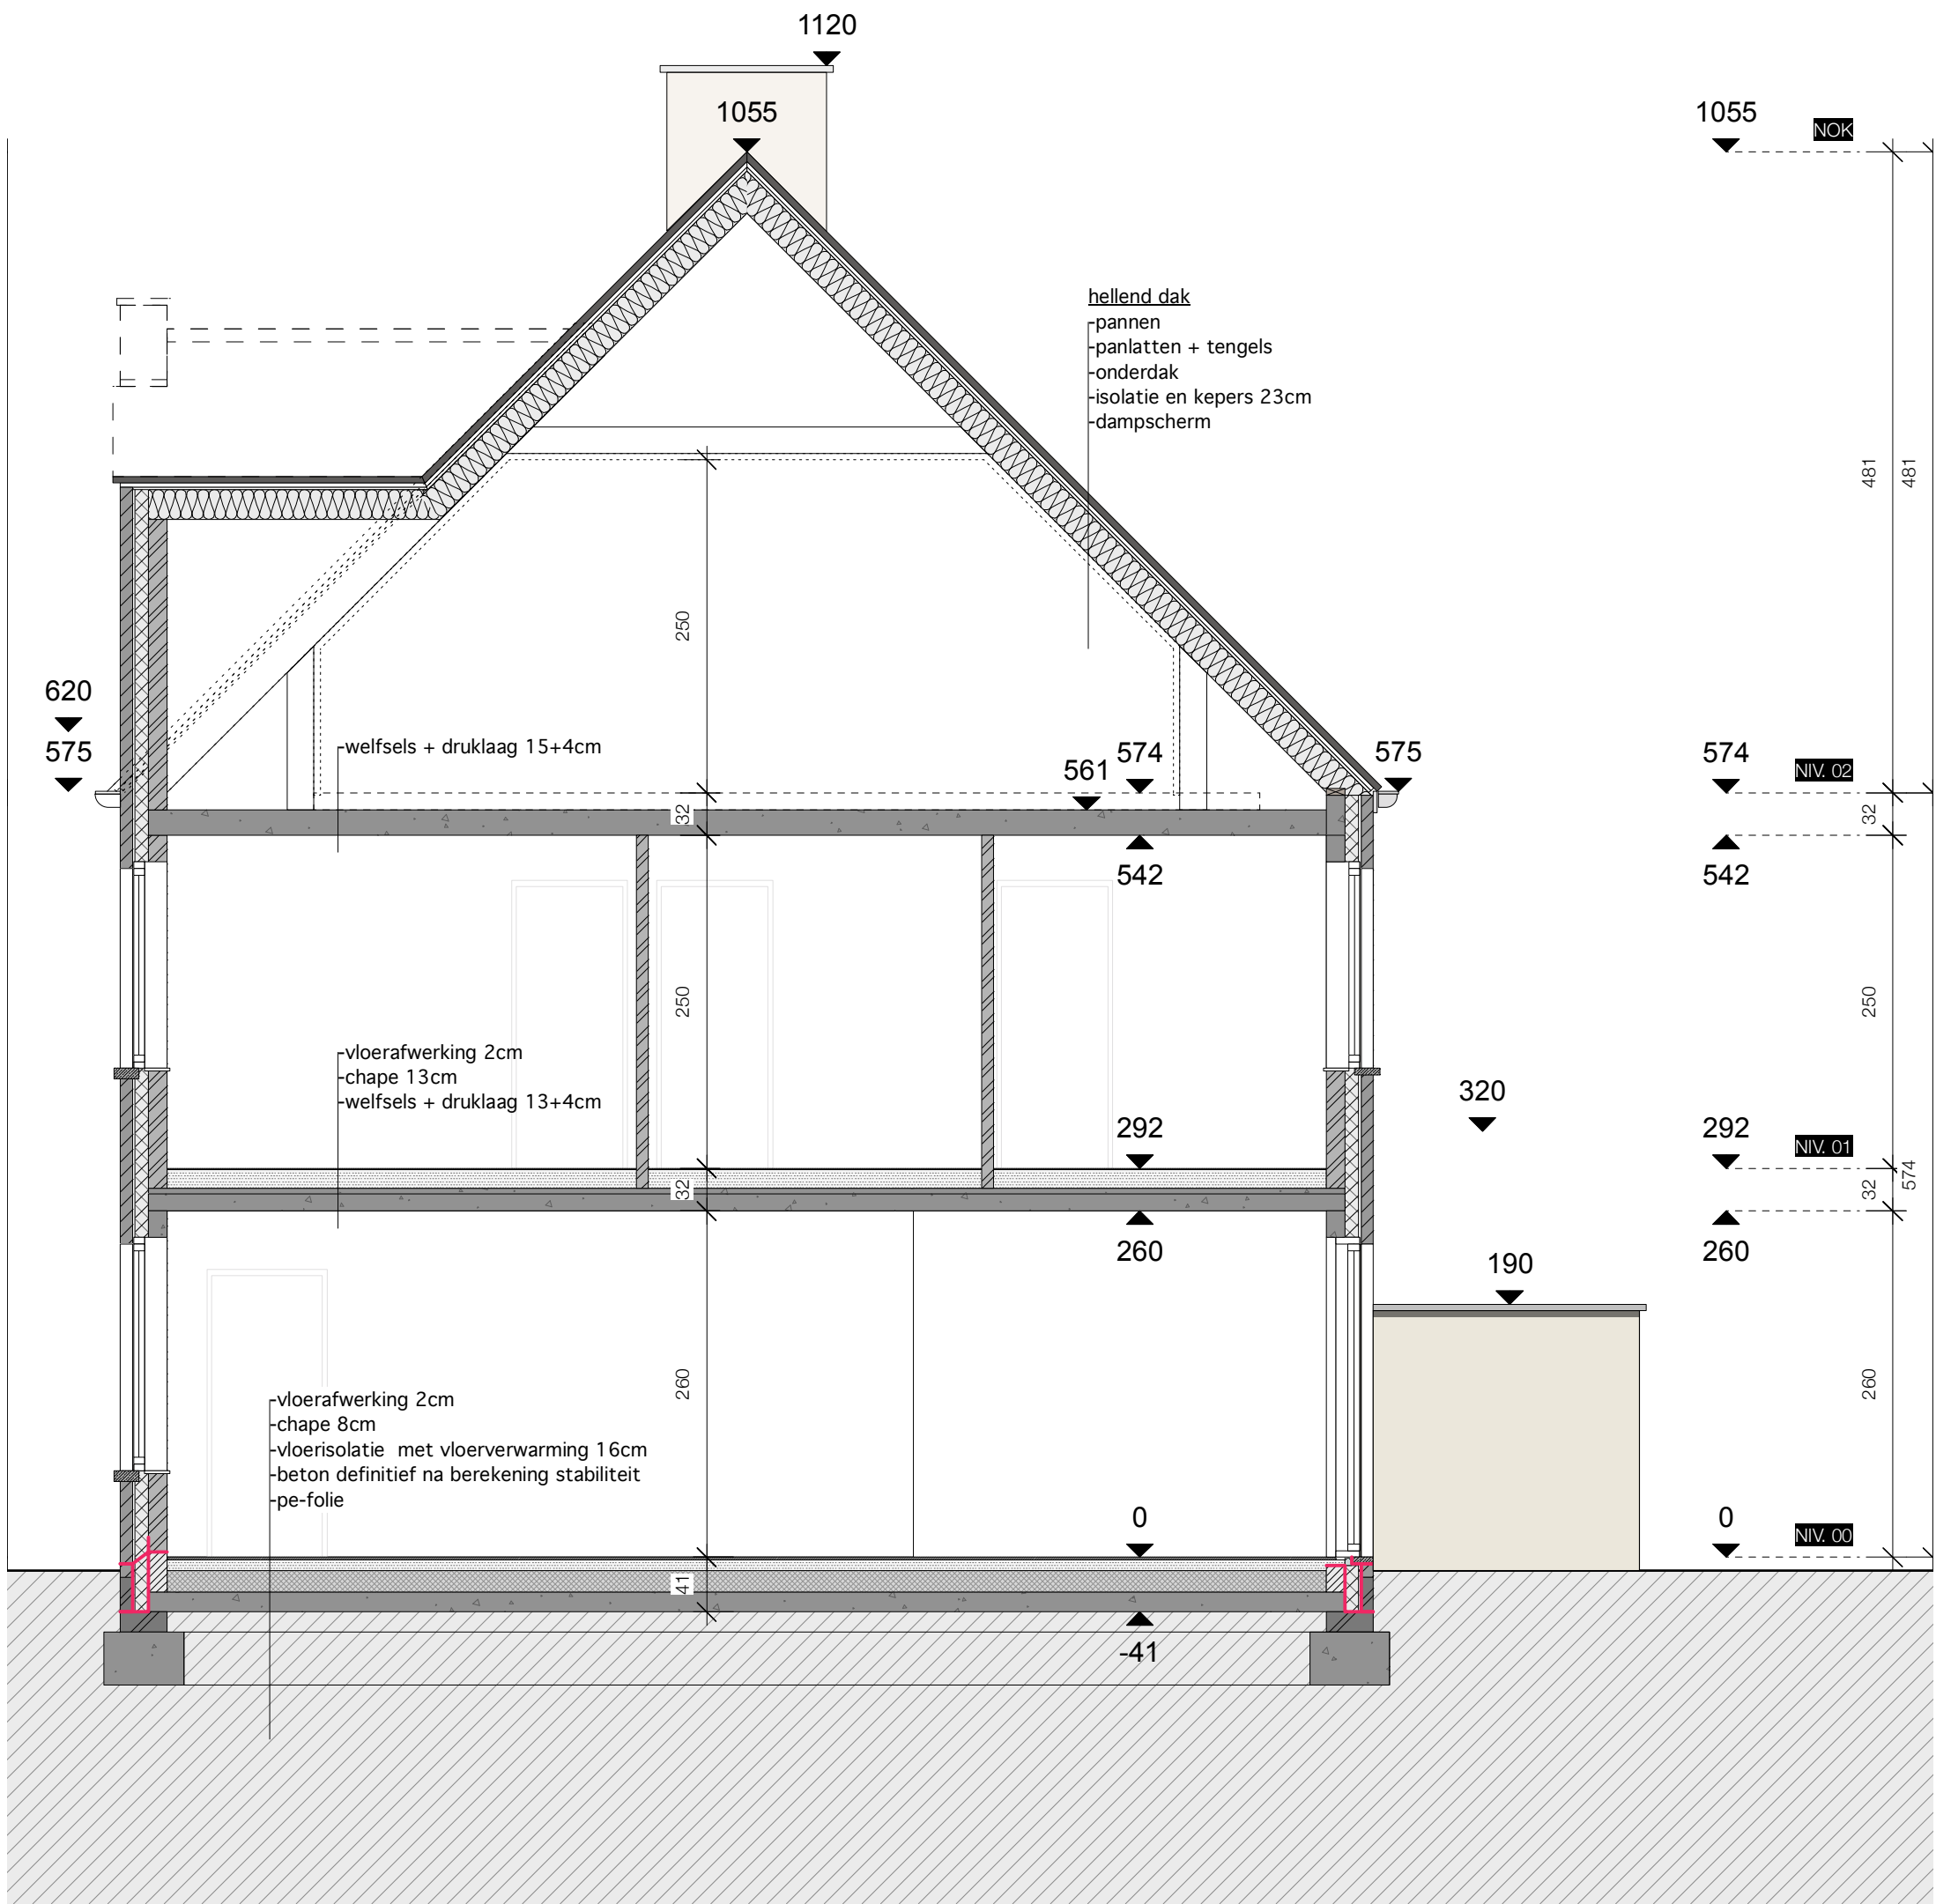 1120
1055
1055
NOK
hellend dak
-pannen
-panlatten + tengels
-onderdak
-isolatie en kepers 23cm
-dampscherm
481
481
250
620
575
-welfsels + druklaag 15+4cm
561
574
575
574
NIV. 02
32
32
542
542
250
250
-vloerafwerking 2cm
-chape 13cm
-welfsels + druklaag 13+4cm
320
292
292
NIV. 01
32
32
574
260
260
190
260
260
-vloerafwerking 2cm
-chape 8cm
-vloerisolatie met vloerverwarming 16cm
-beton definitief na berekening stabiliteit
-pe-folie
0
0
NIV. 00
41
-41